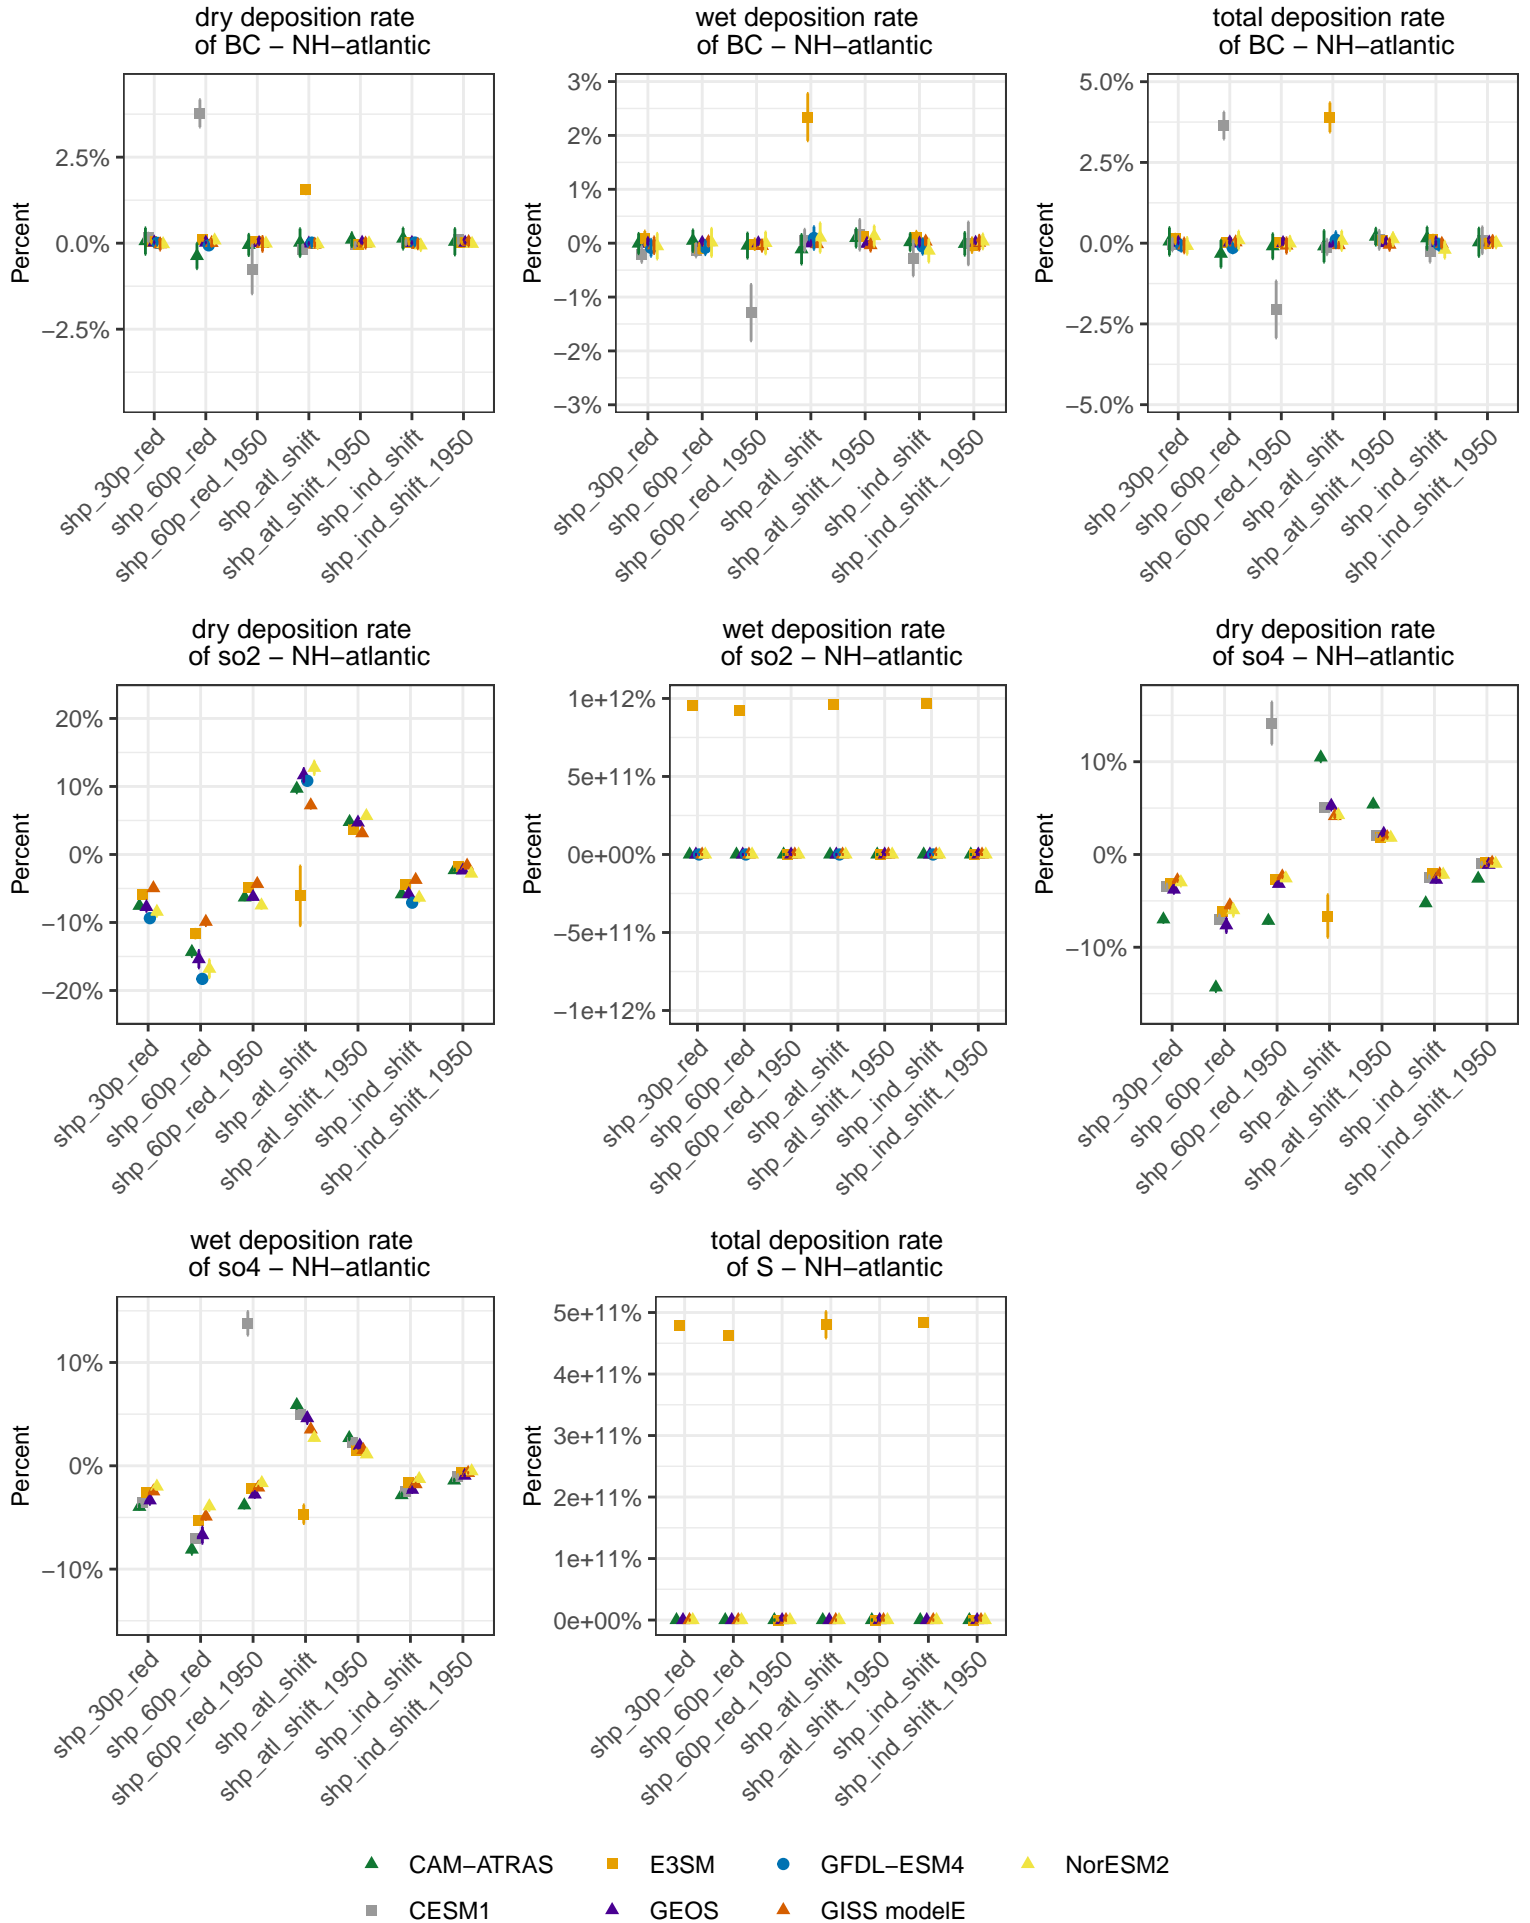 dry deposition rate
of BC − NH−atlantic
Percent
2.5%
0.0%
−2.5%
shp_30p_red
shp_60p_red
shp_60p_red_1950
shp_atl_shift
shp_atl_shift_1950
shp_ind_shift
shp_ind_shift_1950
wet deposition rate
of BC − NH−atlantic
Percent
3%
2%
1%
0%
−1%
−2%
−3%
shp_30p_red
shp_60p_red
shp_60p_red_1950
shp_atl_shift
shp_atl_shift_1950
shp_ind_shift
shp_ind_shift_1950
total deposition rate
of BC − NH−atlantic
Percent
5.0%
2.5%
0.0%
−2.5%
−5.0%
shp_30p_red
shp_60p_red
shp_60p_red_1950
shp_atl_shift
shp_atl_shift_1950
shp_ind_shift
shp_ind_shift_1950
dry deposition rate
of so2 − NH−atlantic
Percent
20%
10%
0%
−10%
−20%
shp_30p_red
shp_60p_red
shp_60p_red_1950
shp_atl_shift
shp_atl_shift_1950
shp_ind_shift
shp_ind_shift_1950
wet deposition rate
of so2 − NH−atlantic
Percent
1e+12%
5e+11%
0e+00%
−5e+11%
−1e+12%
shp_30p_red
shp_60p_red
shp_60p_red_1950
shp_atl_shift
shp_atl_shift_1950
shp_ind_shift
shp_ind_shift_1950
dry deposition rate
of so4 − NH−atlantic
Percent
10%
0%
−10%
shp_30p_red
shp_60p_red
shp_60p_red_1950
shp_atl_shift
shp_atl_shift_1950
shp_ind_shift
shp_ind_shift_1950
wet deposition rate
of so4 − NH−atlantic
Percent
10%
0%
−10%
shp_30p_red
shp_60p_red
shp_60p_red_1950
shp_atl_shift
shp_atl_shift_1950
shp_ind_shift
shp_ind_shift_1950
total deposition rate
of S − NH−atlantic
Percent
5e+11%
4e+11%
3e+11%
2e+11%
1e+11%
0e+00%
shp_30p_red
shp_60p_red
shp_60p_red_1950
shp_atl_shift
shp_atl_shift_1950
shp_ind_shift
shp_ind_shift_1950
CAM−ATRAS
E3SM
GFDL−ESM4
NorESM2
CESM1
GEOS
GISS modelE